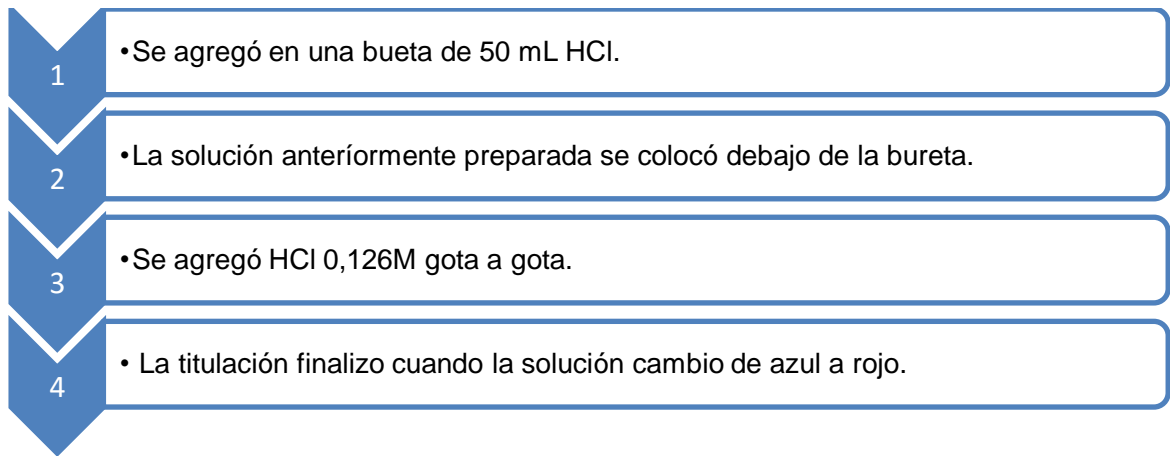 1
•Se agregó en una bueta de 50 mL HCl.
2
•La solución anteríormente preparada se colocó debajo de la bureta.
3
•Se agregó HCl 0,126M gota a gota.
4
• La titulación finalizo cuando la solución cambio de azul a rojo.